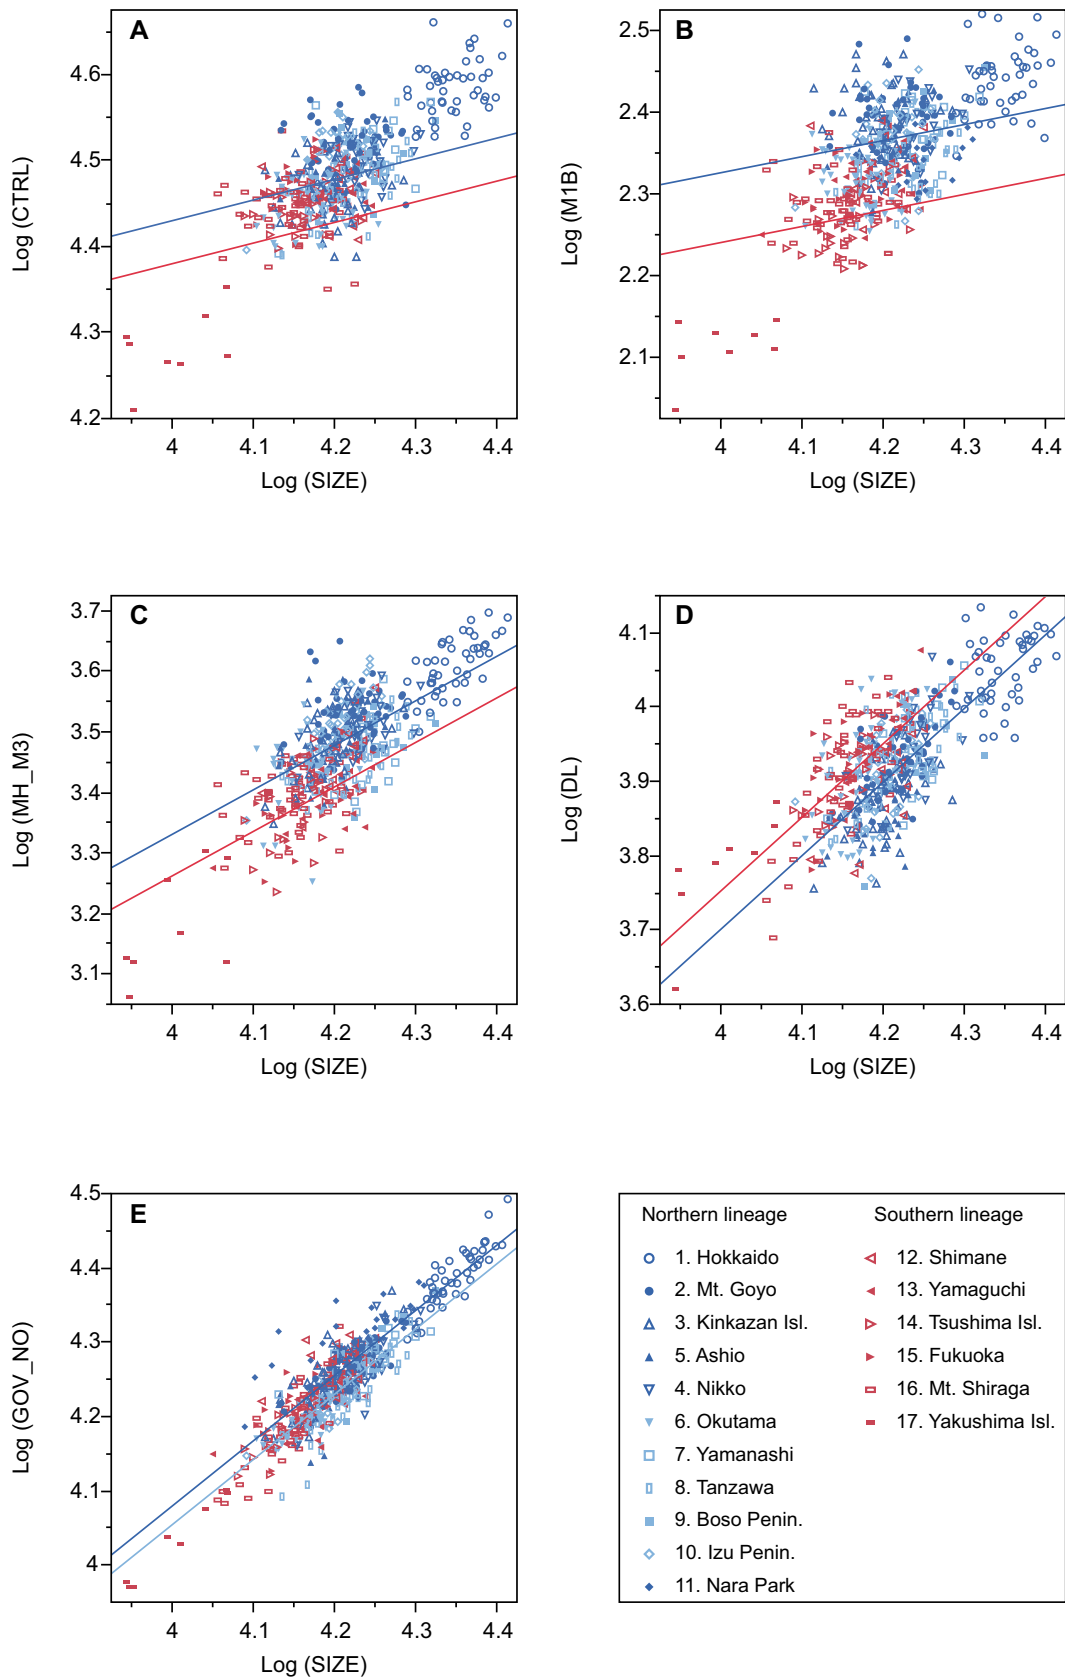 A
Log (CTRL)
4.6
4.5
4.4
4.3
4.2
4 4.1 4.2 4.3 4.4
Log (SIZE)
B
Log (M1B)
2.5
2.4
2.3
2.2
2.1
4 4.1 4.2 4.3 4.4
Log (SIZE)
C
Log (MH_M3)
3.7
3.6
3.5
3.4
3.3
3.2
3.1
4 4.1 4.2 4.3 4.4
Log (SIZE)
D
Log (DL)
4.1
4
3.9
3.8
3.7
3.6
4 4.1 4.2 4.3 4.4
Log (SIZE)
E
Log (GOV_NO)
4.5
4.4
4.3
4.2
4.1
4
4 4.1 4.2 4.3 4.4
Log (SIZE)
Northern lineage
1. Hokkaido
2. Mt. Goyo
3. Kinkazan Isl.
5. Ashio
4. Nikko
6. Okutama
7. Yamanashi
8. Tanzawa
9. Boso Penin.
10. Izu Penin.
11. Nara Park
Southern lineage
12. Shimane
13. Yamaguchi
14. Tsushima Isl.
15. Fukuoka
16. Mt. Shiraga
17. Yakushima Isl.